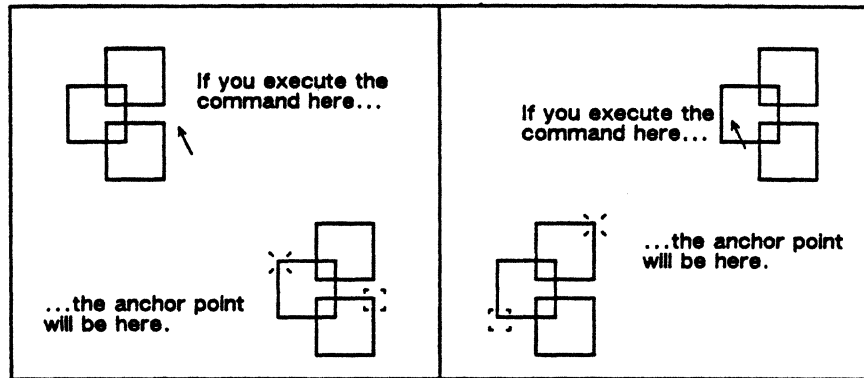 If you execute the
command here...
...the anchor point
will be here.
If you execute the
command here...
...the anchor point
will be here.